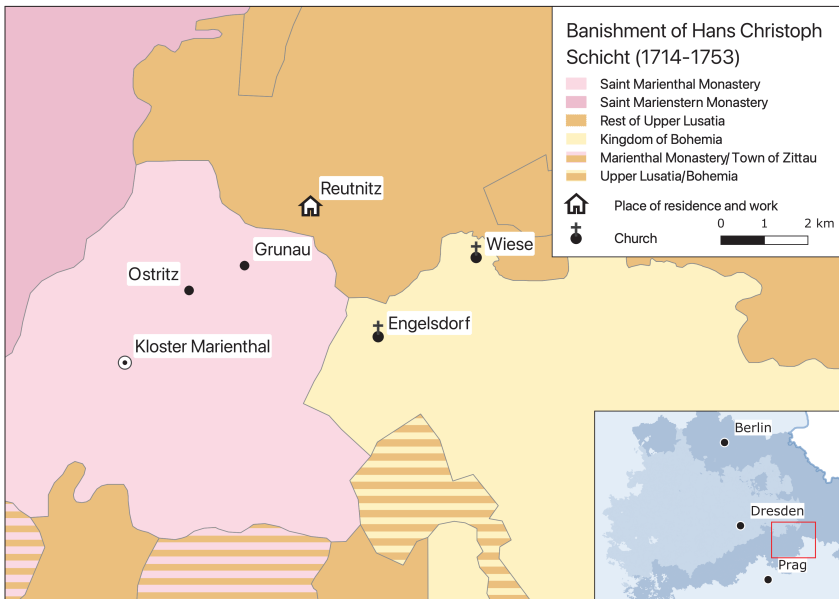 Banishment of Hans Christoph
Schicht (1714-1753)
Saint Marienthal Monastery
Saint Marienstern Monastery
Rest of Upper Lusatia
Kingdom of Bohemia
Marienthal Monastery/ Town of Zittau
Upper Lusatia/Bohemia
Place of residence and work
0 1 2 km
Church
Reutnitz
Wiese
Grunau
Ostritz
Engelsdorf
Kloster Marienthal
Berlin
Dresden
Prag